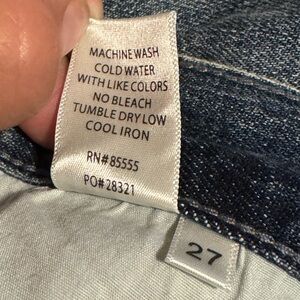 MACHINE WASH
COLD WATER
WITH LIKE COLORS
NO BLEACH
TUMBLE DRY LOW
COOL IRON
RN#85555
PO#28321
27